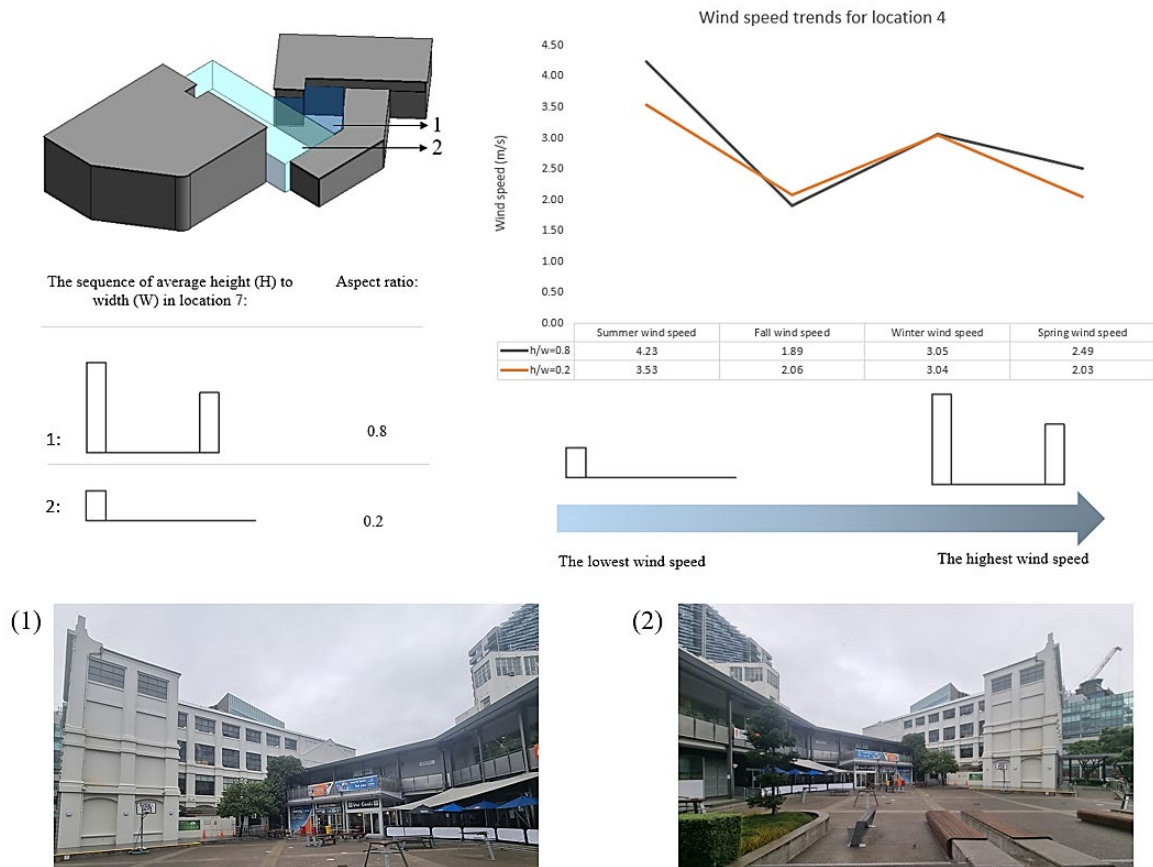 1
2
Wind speed trends for location 4
4.50
4.00
3.50
3.00
2.50
2.00
1.50
1.00
0.50
0.00
Wind speed (m/s)
Summer wind speed Fall wind speed Winter wind speed Spring wind speed
h/w=0.8 4.23 1.89 3.05 2.49
h/w=0.2 3.53 2.06 3.04 2.03
The sequence of average height (H) to
width (W) in location 7:
Aspect ratio:
1: 0.8
2: 0.2
The lowest wind speed
The highest wind speed
(1)
(2)